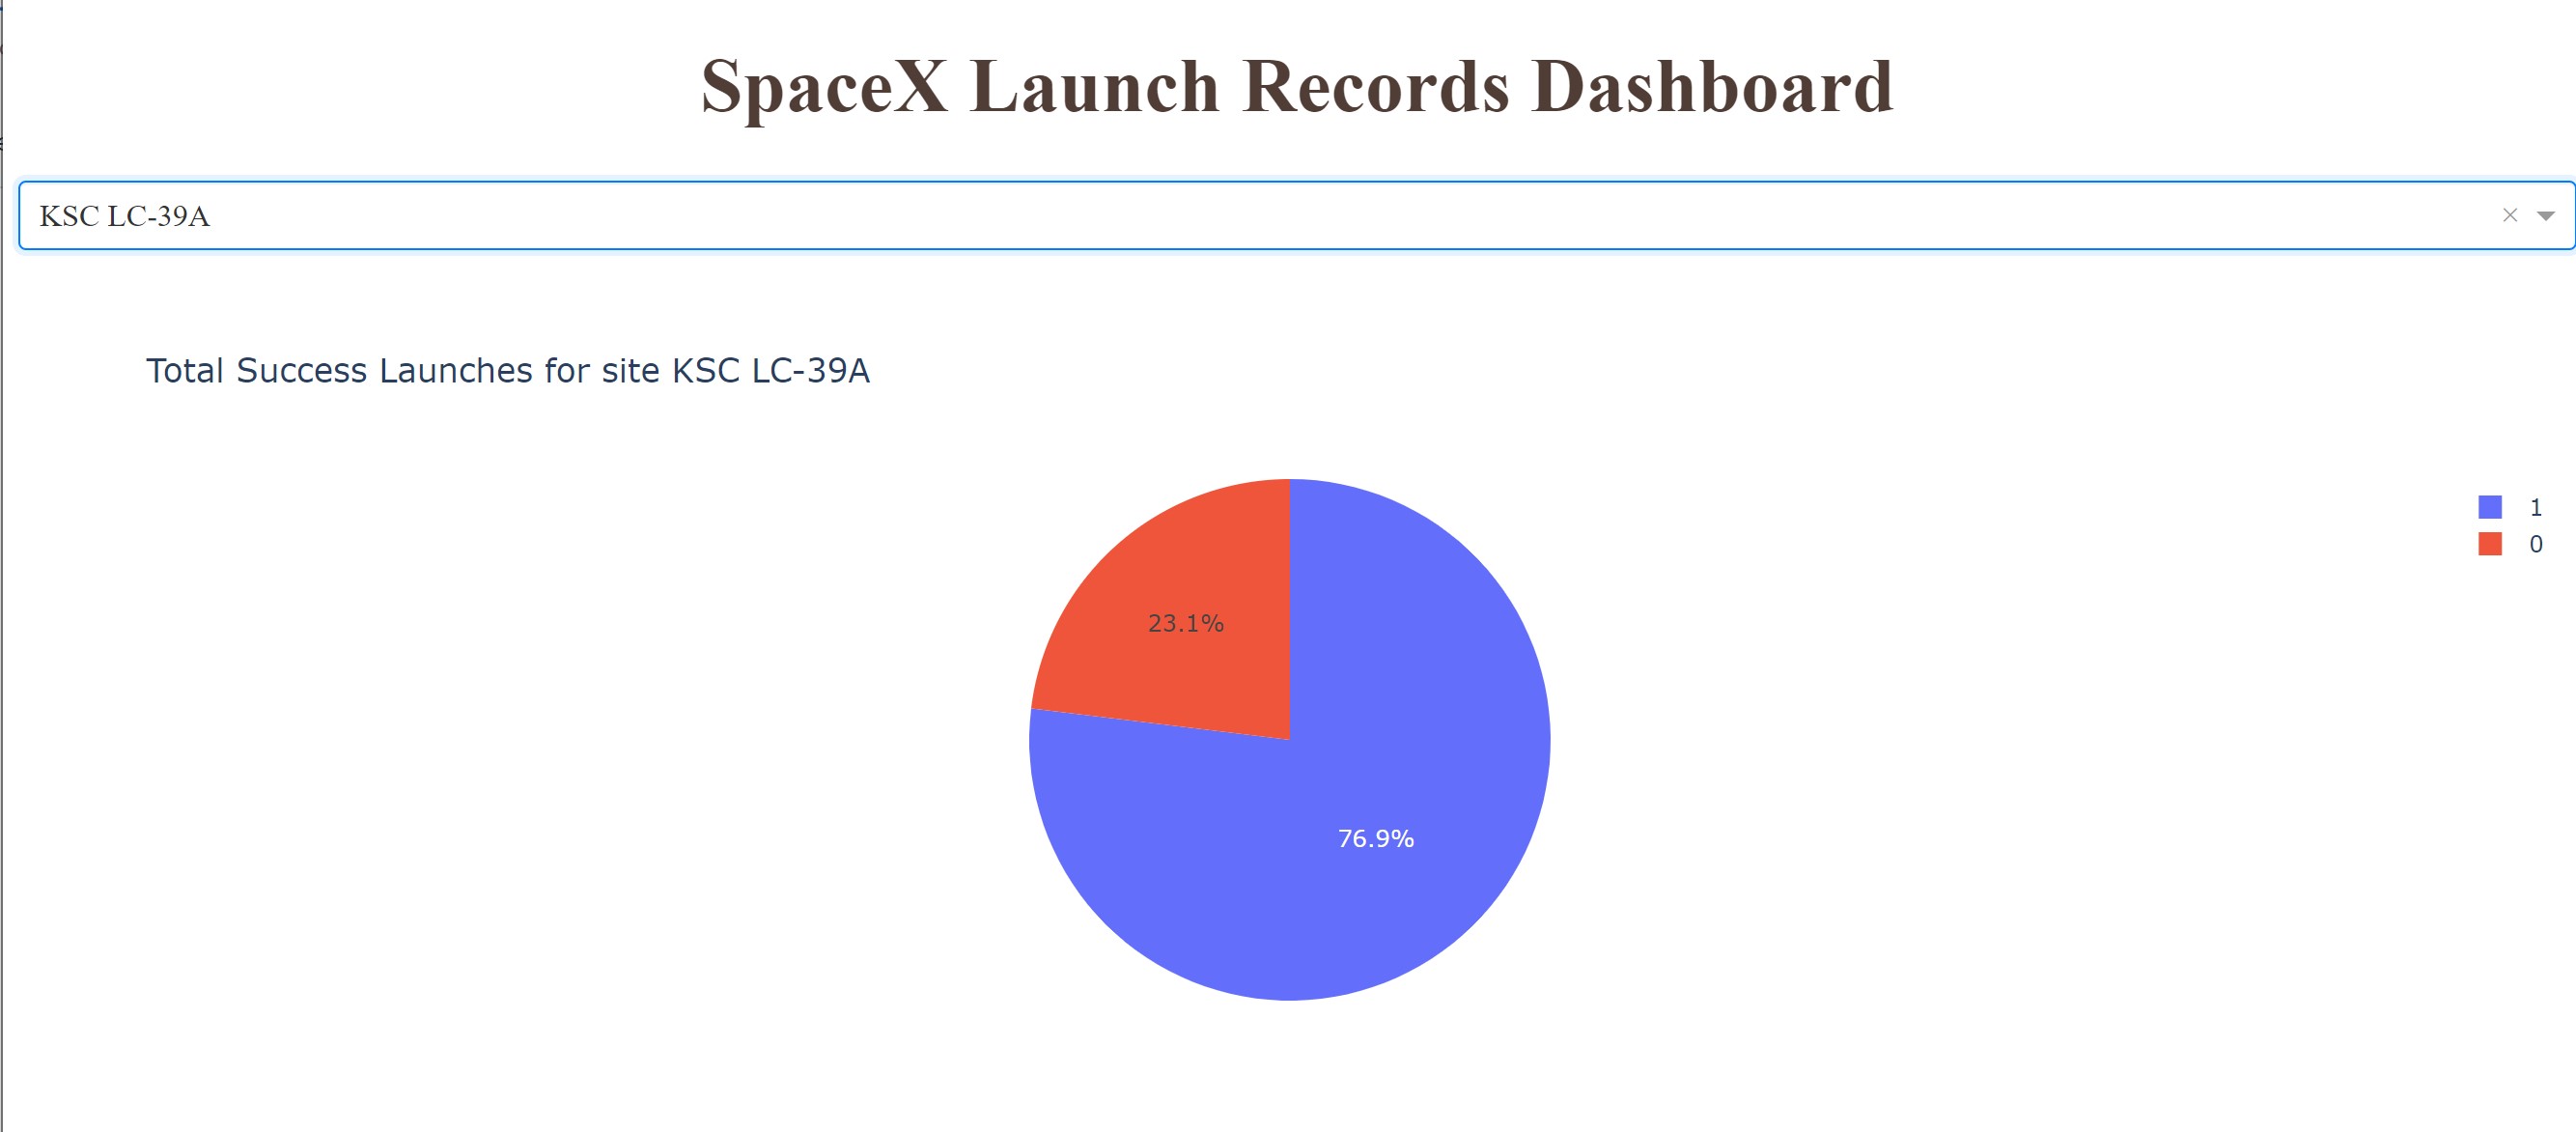 SpaceX Launch Records Dashboard
KSC LC-39A
Total Success Launches for site KSC LC-39A
1
0
23.1%
76.9%